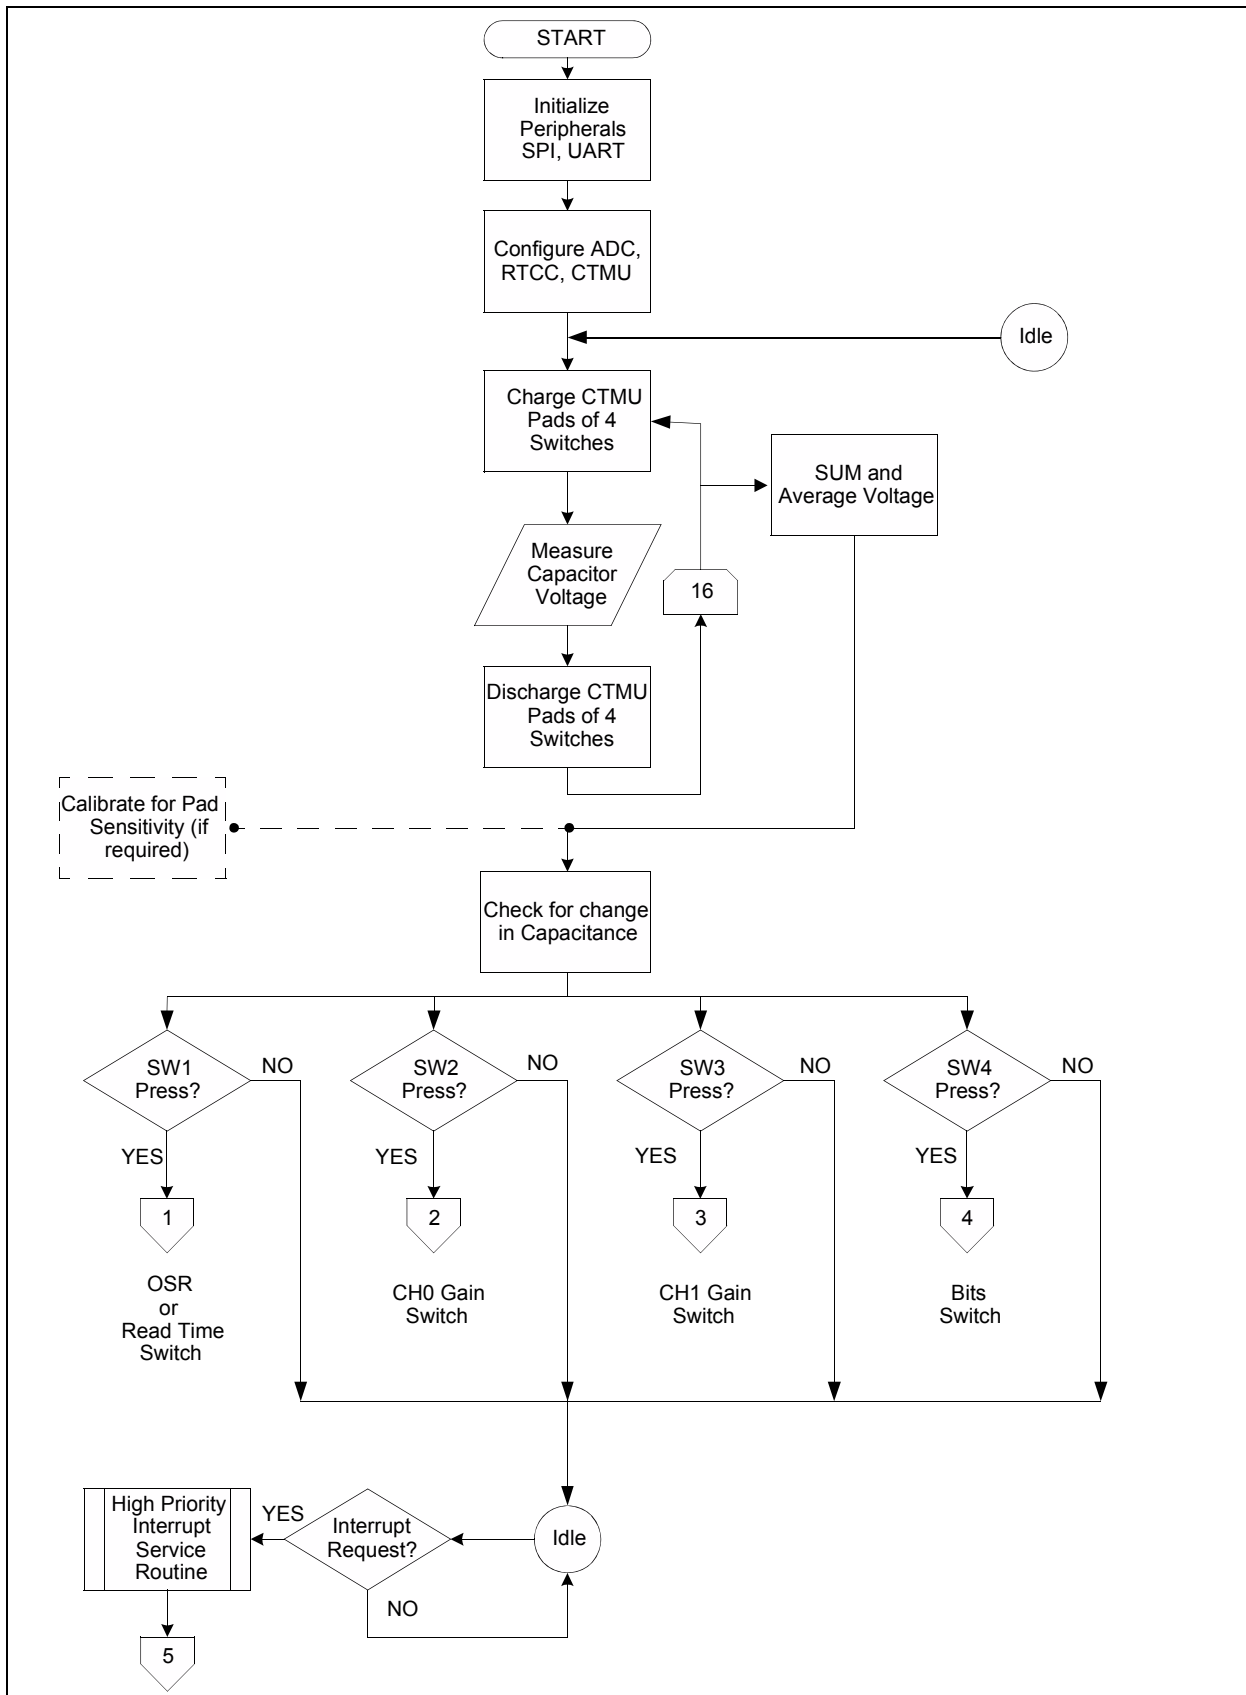 START
Initialize
Peripherals
SPI, UART
Configure ADC,
RTCC, CTMU
Idle
Charge CTMU
Pads of 4
Switches
SUM and
Average Voltage
Measure
Capacitor
Voltage
16
Discharge CTMU
Pads of 4
Switches
Calibrate for Pad
Sensitivity (if
required)
Check for change
in Capacitance
SW1
Press?
NO
SW2
Press?
NO
SW3
Press?
NO
SW4
Press?
NO
YES
YES
YES
YES
1
2
3
4
OSR
or
Read Time
Switch
CH0 Gain
Switch
CH1 Gain
Switch
Bits
Switch
High Priority
Interrupt
Service
Routine
YES
Interrupt
Request?
Idle
NO
5